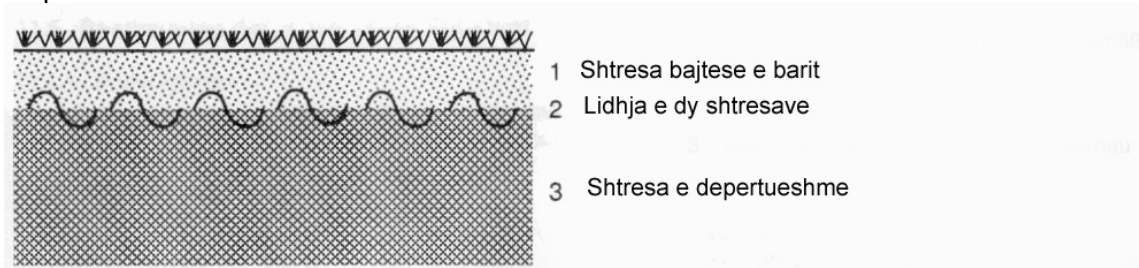 1 Shtresa bajtese e barit
2 Lidhja e dy shtresave
3 Shtresa e depertueshme